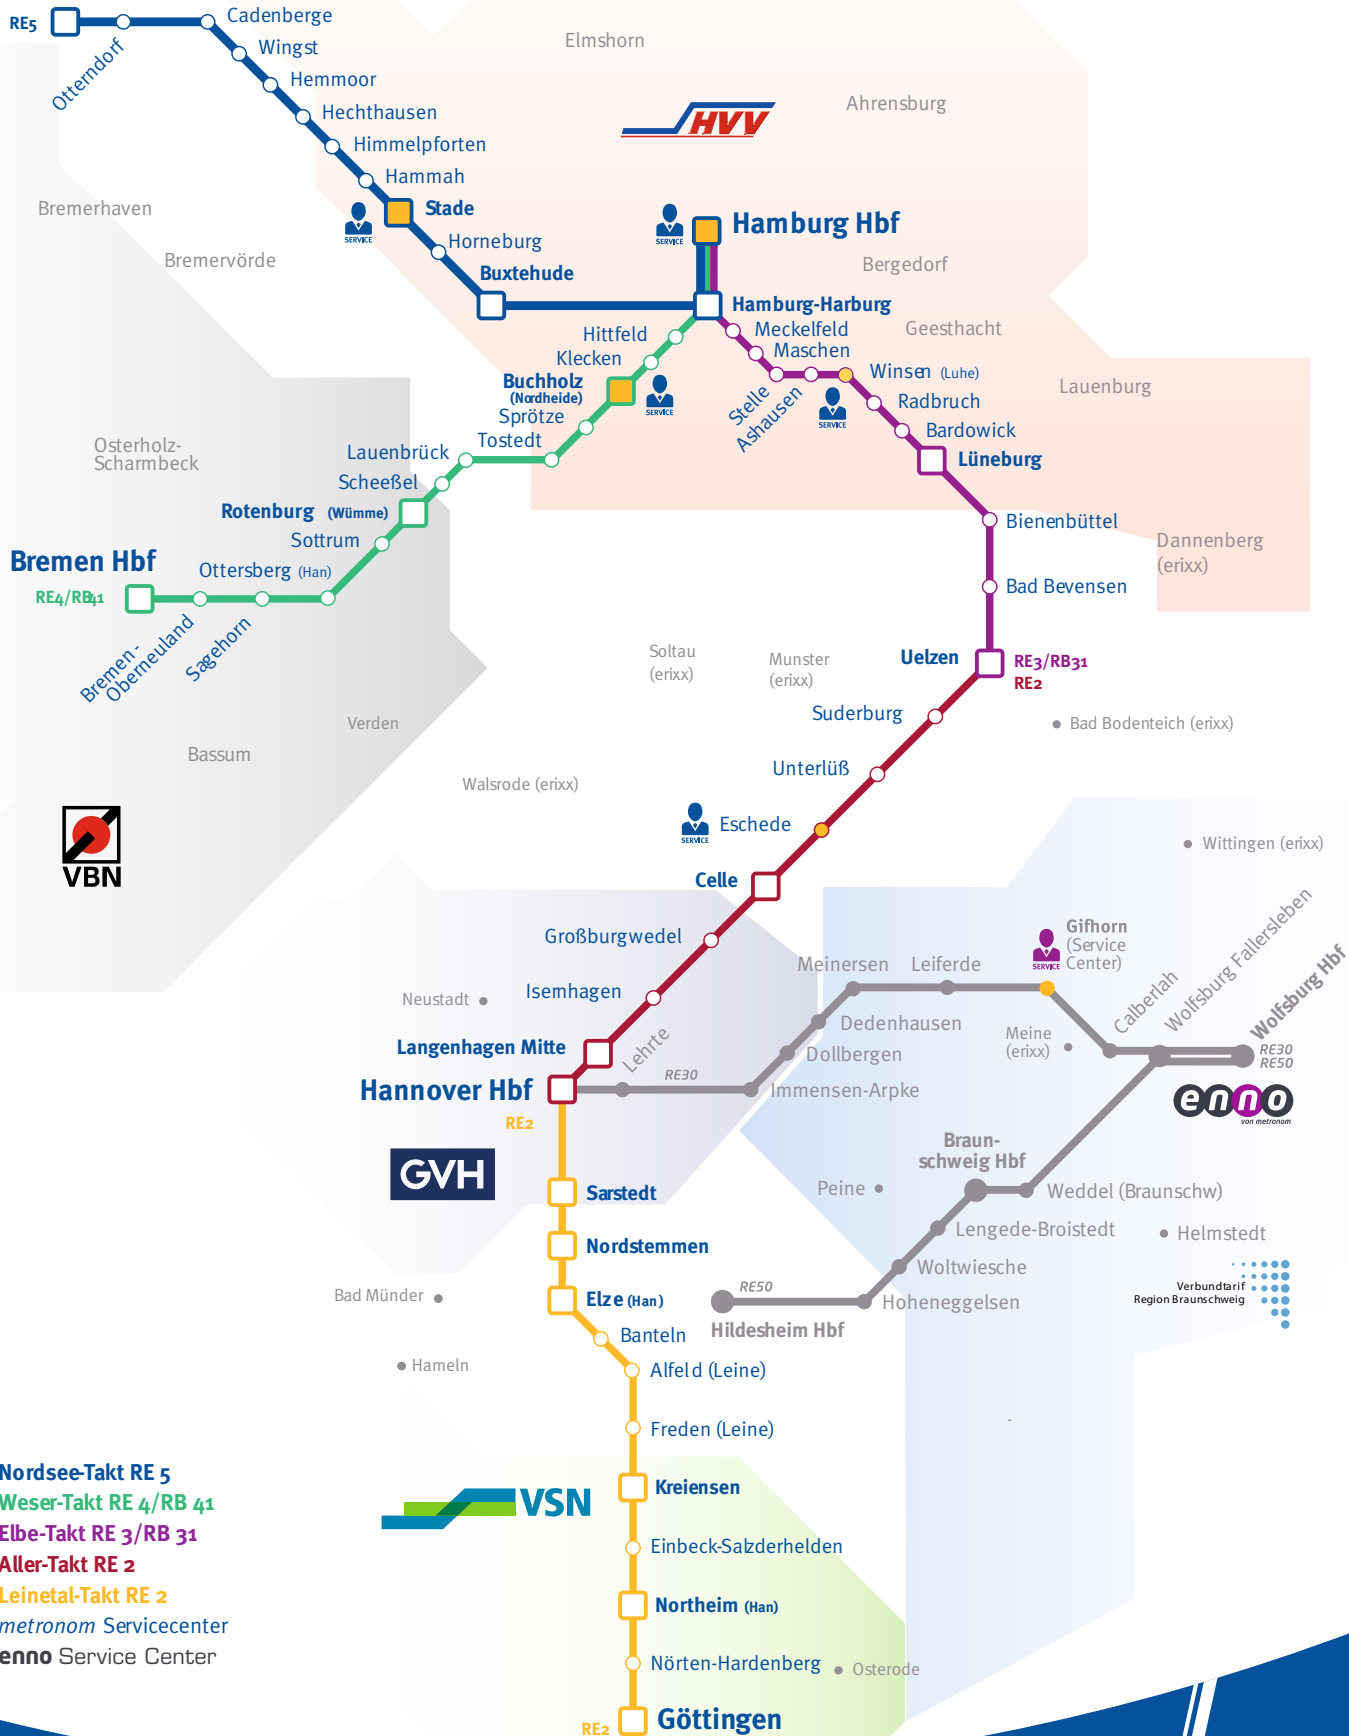 RE5
Otterndorf
Cadenberge
Wingst
Hemmoor
Hechthausen
Himmelpforten
Hammah
Stade
SERVICE
Horneburg
Buxtehude
Elmshorn
Ahrensburg
HVV
Bremerhaven
Bremervörde
SERVICE
Hamburg Hbf
Bergedorf
Hamburg-Harburg
Geesthacht
Meckelfeld
Maschen
Stelle
Ashausen
SERVICE
Winsen (Luhe)
Radbruch
Bardowick
Lüneburg
Lauenburg
Hittfeld
Klecken
Buchholz
(Nordheide)
SERVICE
Sprötze
Tostedt
Lauenbrück
Scheeßel
Rotenburg (Wümme)
Sottrum
Ottersberg (Han)
Osterholz-
Scharmbeck
Bremen Hbf
RE4/RB41
Bremen-
Oberneuland
Sagehorn
Bienenbüttel
Dannenberg
(erixx)
Bad Bevensen
Uelzen
RE3/RB31
RE2
Soltau
(erixx)
Munster
(erixx)
Suderburg
Bad Bodenteich (erixx)
Verden
Bassum
Unterlüß
Walsrode (erixx)
VBN
SERVICE
Eschede
Wittingen (erixx)
Celle
Großburgwedel
Isernhagen
Neustadt
Langenhagen Mitte
Hannover Hbf
RE2
Lehrte
RE30
Immensen-Arpke
Dollbergen
Dedenhausen
Meinersen
Leiferde
SERVICE
Gifhorn
(Service
Center)
Calberlah
Wolfsburg Fallersleben
Wolfsburg Hbf
Meine
(erixx)
RE30
RE50
enno
von metronom
GVH
Braun-
schweig Hbf
Peine
Weddel (Braunschw)
Lengede-Broistedt
Helmstedt
Woltwiesche
Hoheneggelsen
RE50
Hildesheim Hbf
Verbundtarif
Region Braunschweig
Sarstedt
Nordstemmen
Elze (Han)
Bad Münder
Banteln
Hameln
Alfeld (Leine)
Freden (Leine)
-
Kreiensen
VSN
Einbeck-Salzderhelden
Northeim (Han)
Nörten-Hardenberg
Osterode
RE2
Göttingen
Nordsee-Takt RE 5
Weser-Takt RE 4/RB 41
Elbe-Takt RE 3/RB 31
Aller-Takt RE 2
Leinetal-Takt RE 2
metronom Servicecenter
enno Service Center